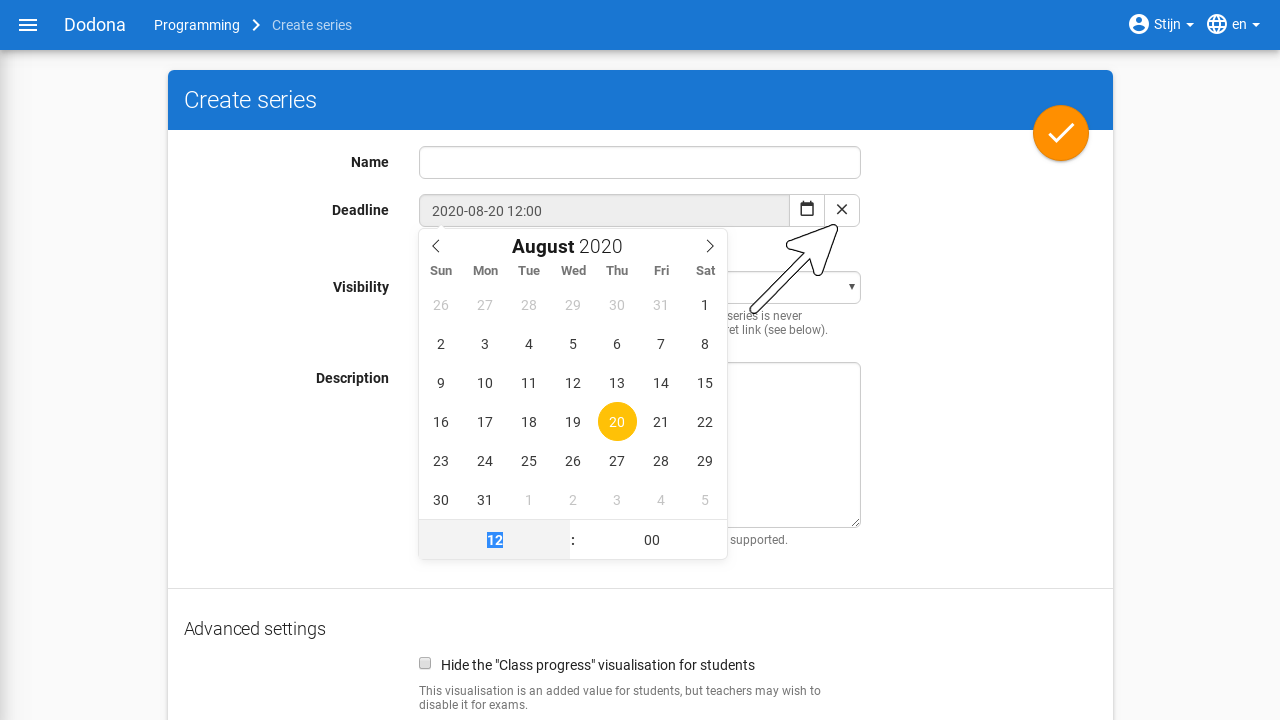 Dodona Programming Create series Stijn en
Create series
Name
Deadline 2020-08-20 12:00
August 2020
Sun Mon Tue Wed Thu Fri Sat
26 27 28 29 30 31 1
Visibility
series is never
ret link (see below).
2 3 4 5 6 7 8
Description
9 10 11 12 13 14 15
16 17 18 19 20 21 22
23 24 25 26 27 28 29
30 31 1 2 3 4 5
12 : 00
supported.
Advanced settings
Hide the "Class progress" visualisation for students
This visualisation is an added value for students, but teachers may wish to
disable it for exams.